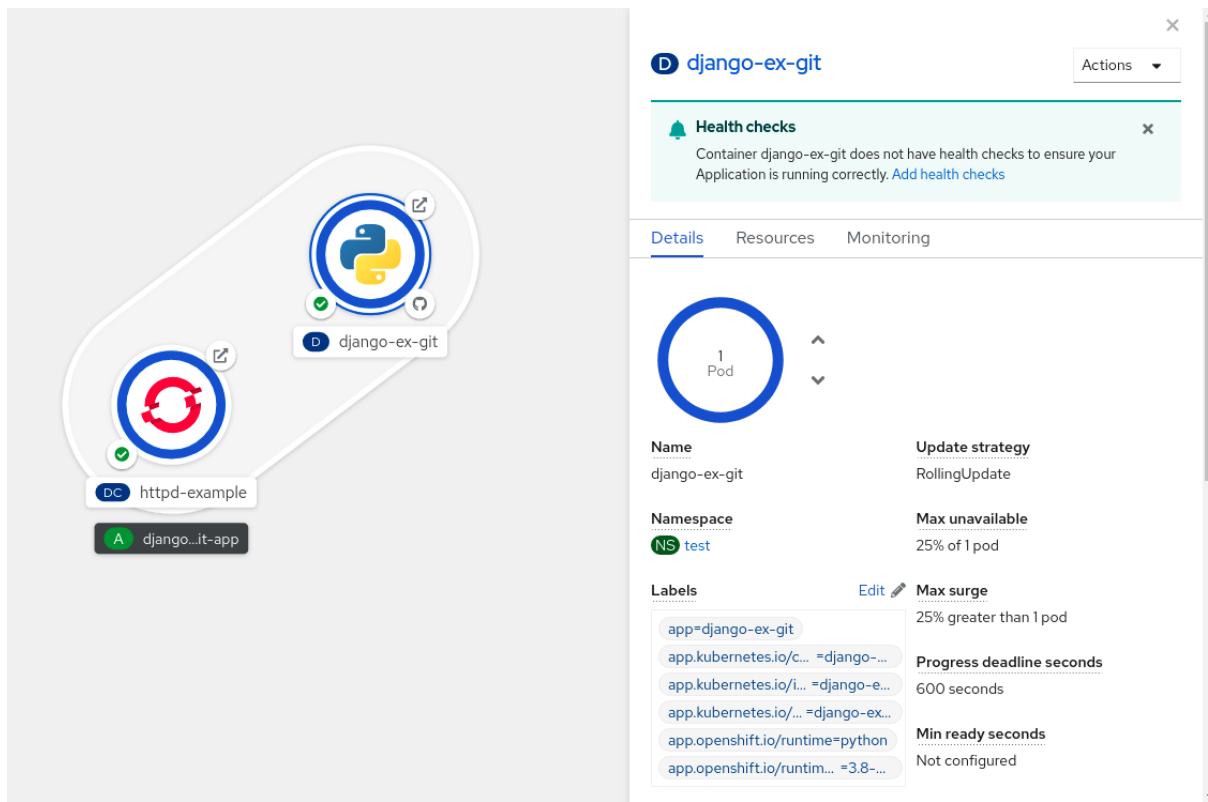 D django-ex-git
httpd-example DC
A django...it-app
D django-ex-git
Actions
Health checks
Container django-ex-git does not have health checks to ensure your
Application is running correctly. Add health checks
Details Resources Monitoring
1
Pod
Name
django-ex-git
Namespace
NS test
Labels Edit
app=django-ex-git
app.kubernetes.io/c... =django-...
app.kubernetes.io/i... =django-e...
app.kubernetes.io/... =django-ex...
app.openshift.io/runtime=python
app.openshift.io/runtim... =3.8-...
Update strategy
RollingUpdate
Max unavailable
25% of 1 pod
Max surge
25% greater than 1 pod
Progress deadline seconds
600 seconds
Min ready seconds
Not configured